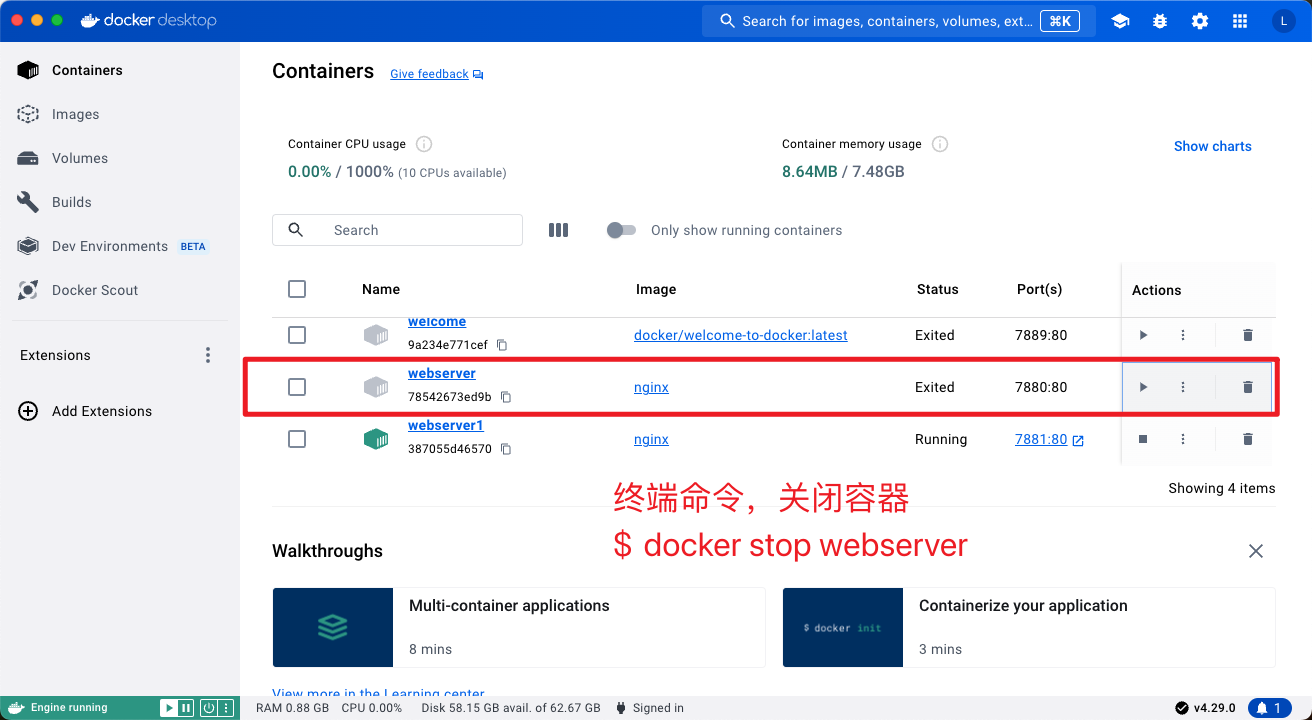 docker desktop
Search for images, containers, volumes, ext... ⌘K
L
Containers
Images
Volumes
Builds
Dev Environments BETA
Docker Scout
Extensions
Add Extensions
Containers Give feedback
Container CPU usage
0.00% / 1000% (10 CPUs available)
Container memory usage
8.64MB / 7.48GB
Show charts
Search
Only show running containers
Name Image Status Port(s) Actions
welcome
9a234e771cef
docker/welcome-to-docker:latest Exited 7889:80
webserver
78542673ed9b
nginx Exited 7880:80
webserver1
387055d46570
nginx Running 7881:80
Showing 4 items
终端命令，关闭容器
$ docker stop webserver
Walkthroughs
Multi-container applications
8 mins
$ docker init
Containerize your application
3 mins
View more in the Learning center
Engine running
RAM 0.88 GB CPU 0.00% Disk 58.15 GB avail. of 62.67 GB Signed in
v4.29.0
1